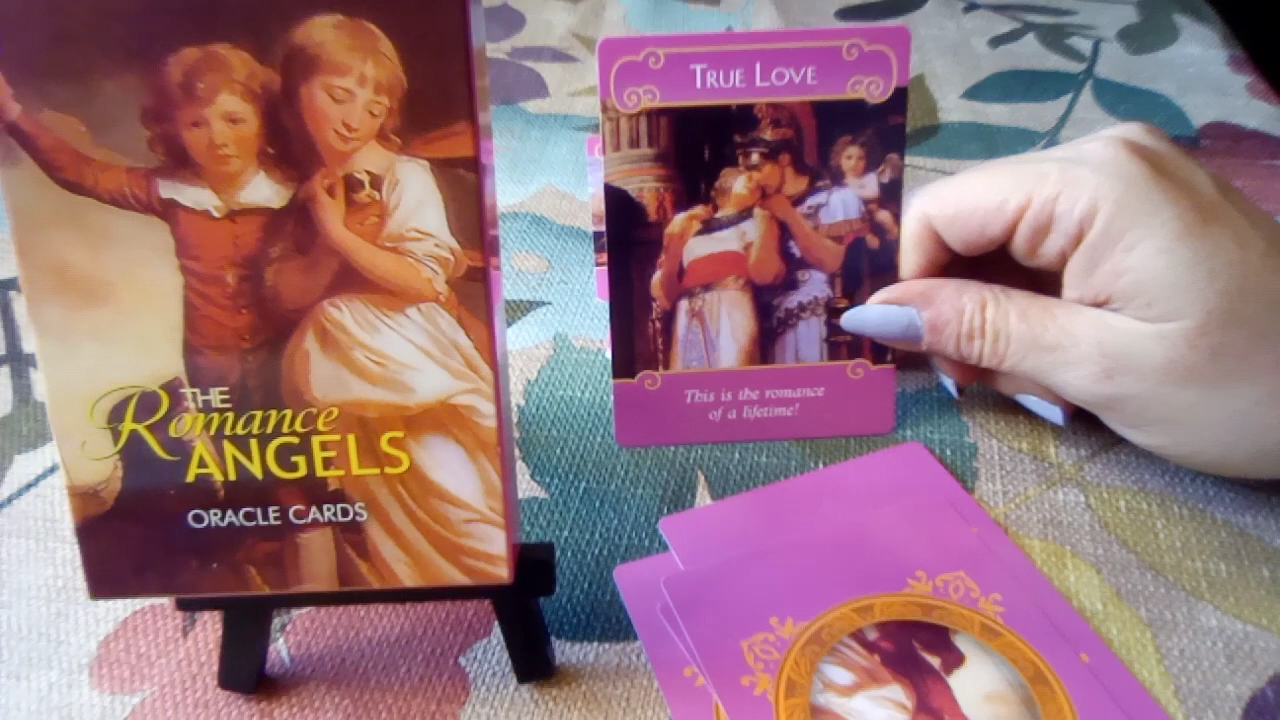 THE
Romance
ANGELS
ORACLE CARDS
TRUE LOVE
This is the romance
of a lifetime!